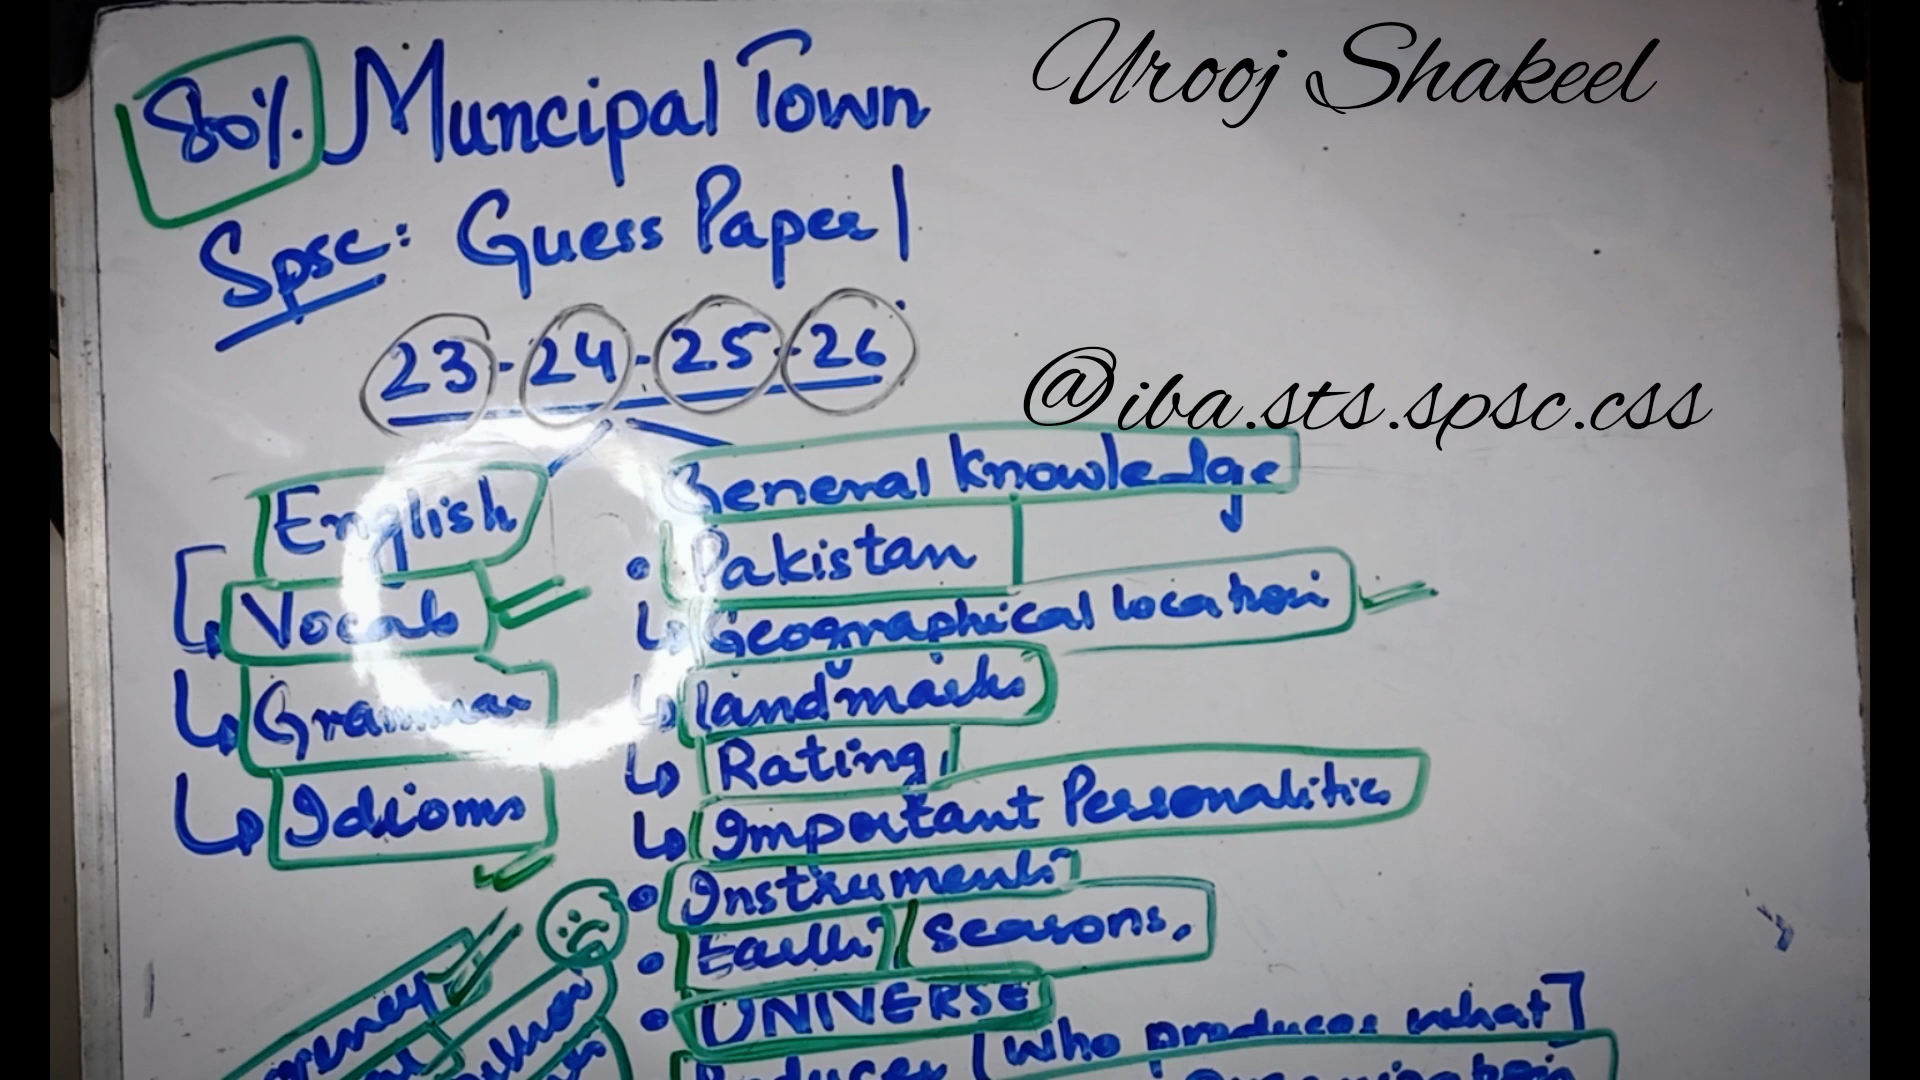 80% Muncipal Town
Urooj Shakeel
Spsc: Guess Paper
23 - 24 - 25 - 26
@iba.sts.spsc.css
English
Vocab
Grammar
Idioms
General Knowledge
Pakistan
Geographical location
landmarks
Rating
Important Personalities
Instruments
Earth seasons.
UNIVERSE
(Who produces what]